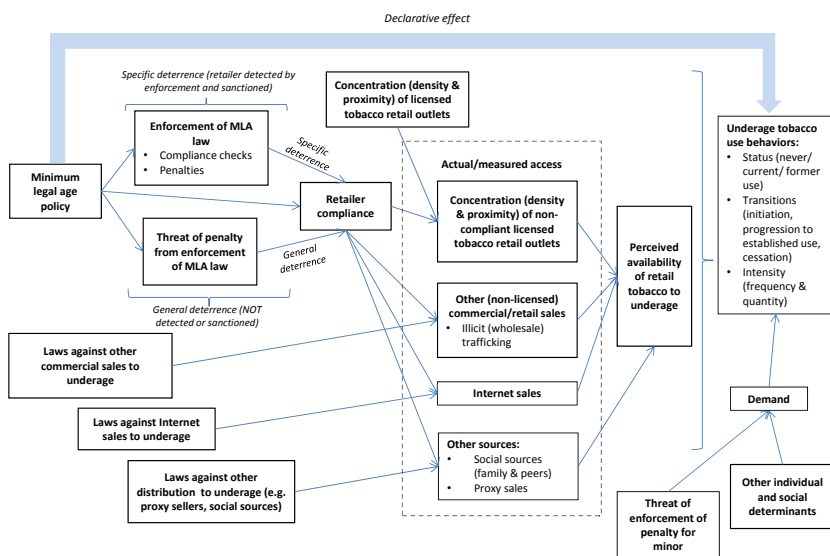 Declarative effect
Specific deterrence (retailer detected by
enforcement and sanctioned)
Concentration (density &
proximity) of licensed
tobacco retail outlets
Enforcement of MLA
law
• Compliance checks
• Penalties
Specific
deterrence
Minimum
legal age
policy
Retailer
compliance
Threat of penalty
from enforcement
of MLA law
General
deterrence
General deterrence (NOT
detected or sanctioned)
Actual/measured access
Concentration (density
& proximity) of non-
compliant licensed
tobacco retail outlets
Other (non-licensed)
commercial/retail sales
• Illicit (wholesale)
trafficking
Internet sales
Other sources:
• Social sources
(family & peers)
• Proxy sales
Perceived
availability
of retail
tobacco to
underage
Underage tobacco
use behaviors:
• Status (never/
current/ former
use)
• Transitions
(initiation,
progression to
established use,
cessation)
• Intensity
(frequency &
quantity)
Laws against other
commercial sales to
underage
Laws against Internet
sales to underage
Laws against other
distribution to underage (e.g.
proxy sellers, social sources)
Demand
Threat of
enforcement of
penalty for
minor
Other individual
and social
determinants